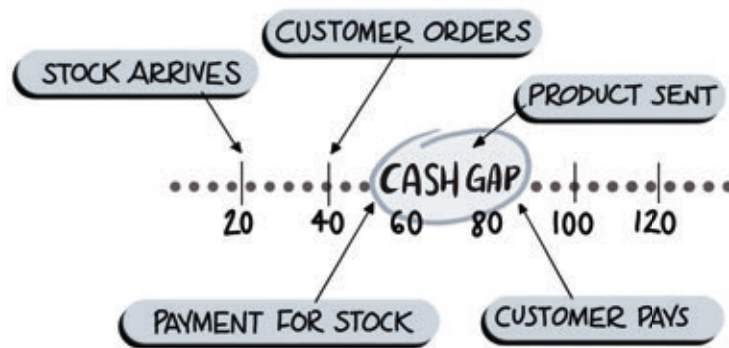 CUSTOMER ORDERS
STOCK ARRIVES
PRODUCT SENT
CASH GAP
20 40 60 80 100 120
PAYMENT FOR STOCK
CUSTOMER PAYS